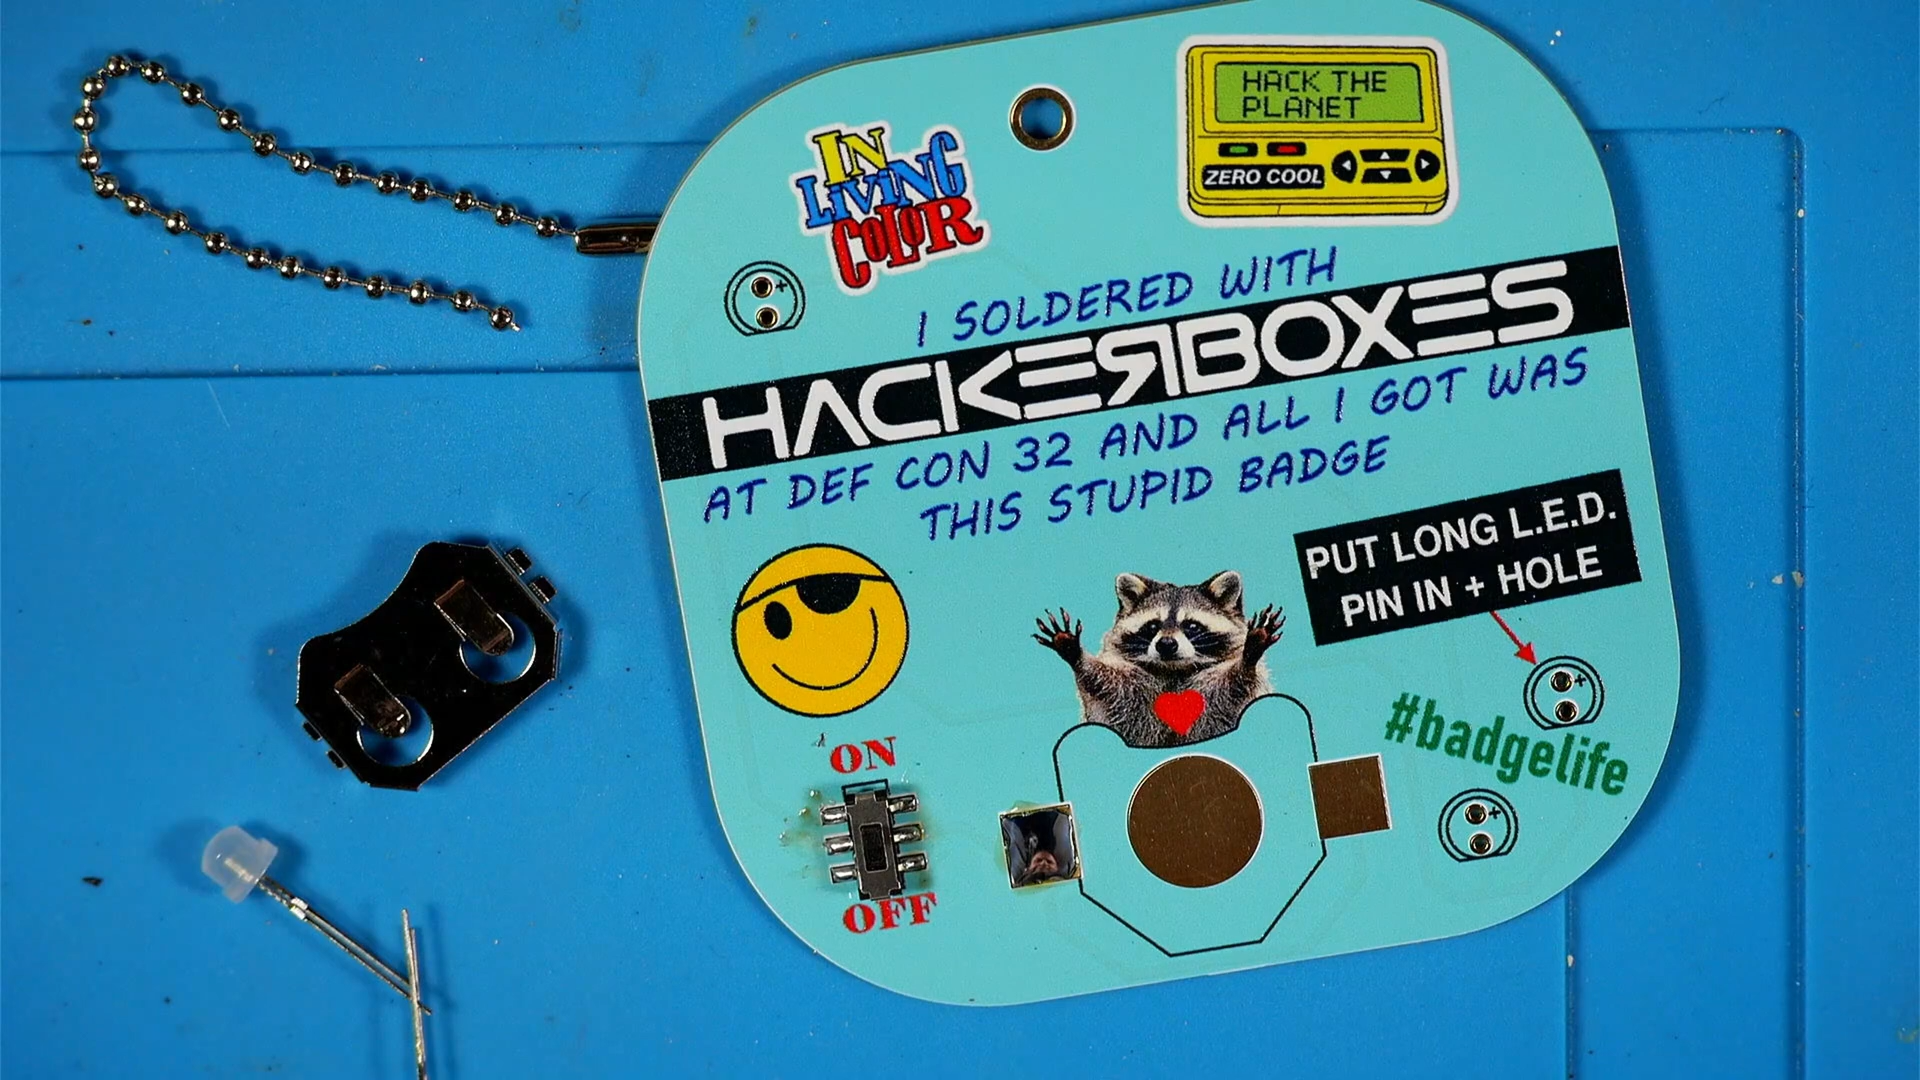 HACK THE
PLANET
ZERO COOL
IN
LiViNG
COLOR
+
I SOLDERED WITH
HACKERBOXES
AT DEF CON 32 AND ALL I GOT WAS
THIS STUPID BADGE
PUT LONG L.E.D.
PIN IN + HOLE
+
#badgelife
ON
+
OFF